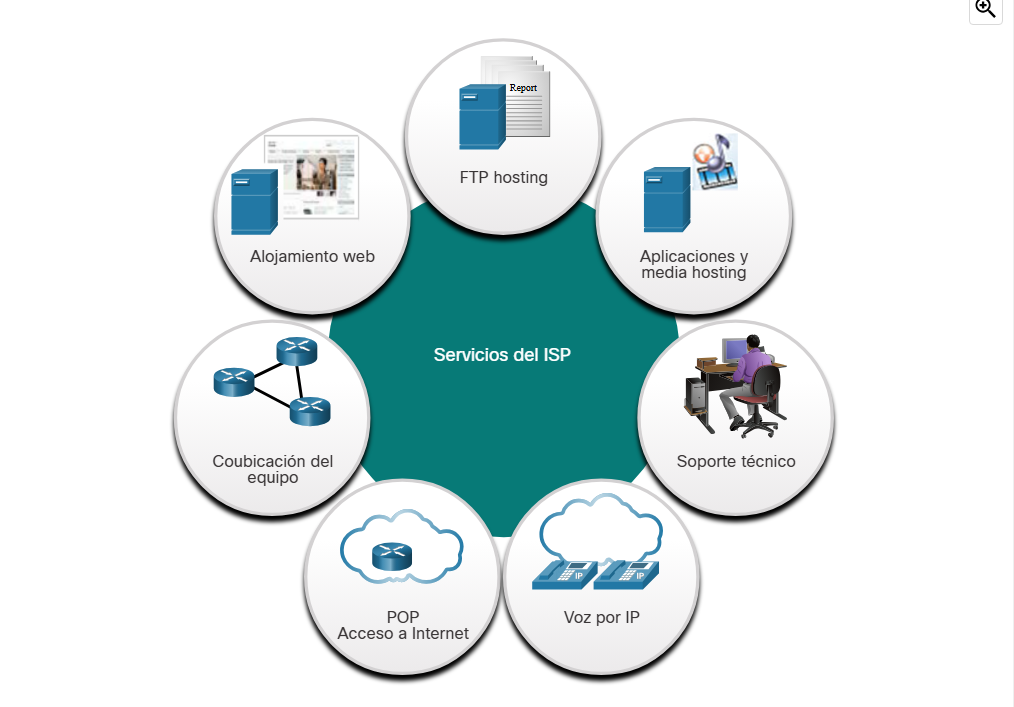 Report
FTP hosting
Alojamiento web
Aplicaciones y
media hosting
Servicios del ISP
Coubicación del
equipo
Soporte técnico
POP
Acceso a Internet
IP
IP
Voz por IP